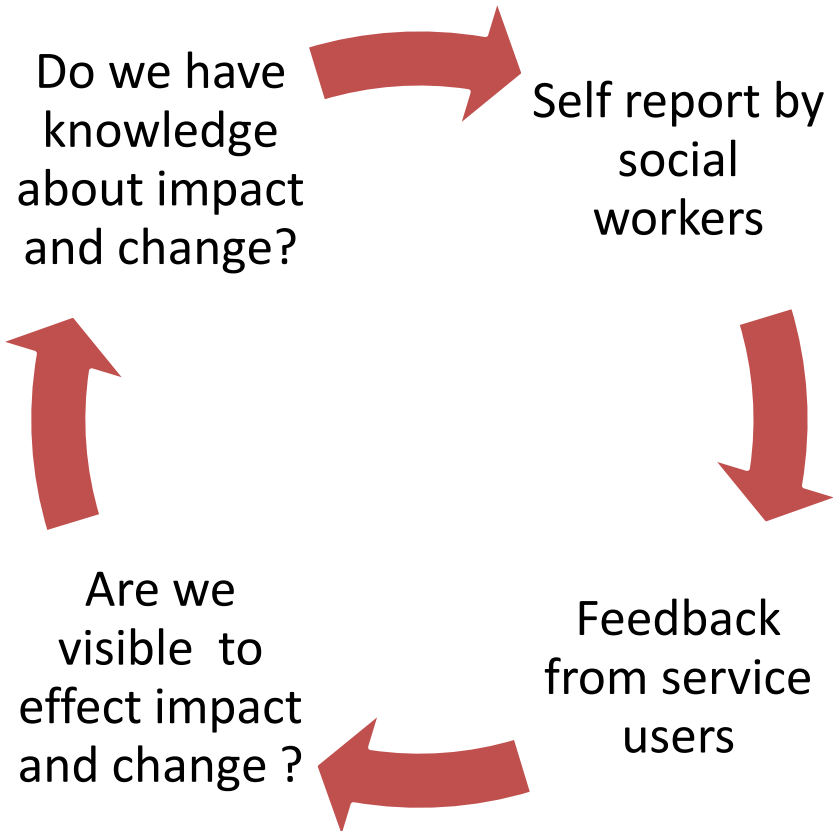 Do we have
knowledge
about impact
and change?
Self report by
social
workers
Feedback
from service
users
Are we
visible  to
effect impact
and change ?